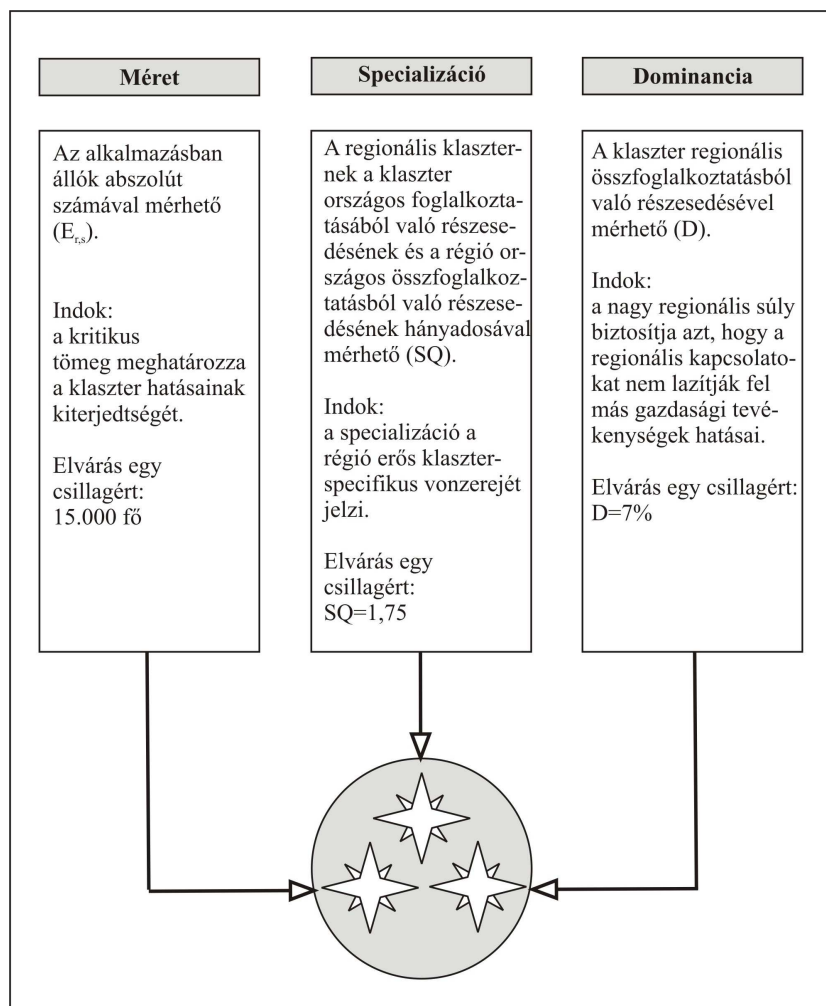 Méret
Az alkalmazásban
állók abszolút
számával mérhető
(Er,s).
Indok:
a kritikus
tömeg meghatározza
a klaszter hatásainak
kiterjedtségét.
Elvárás egy
csillagért:
15.000 fő
Specializáció
A regionális klaszter-
nek a klaszter
országos foglalkozta-
tásából való részese-
désének és a régió or-
szágos összfoglalkoz-
tatásból való részese-
désének hányadosával
mérhető (SQ).
Indok:
a specializáció a
régió erős klaszter-
specifikus vonzerejét
jelzi.
Elvárás egy
csillagért:
SQ=1,75
Dominancia
A klaszter regionális
összfoglalkoztatásból
való részesedésével
mérhető (D).
Indok:
a nagy regionális súly
biztosítja azt, hogy a
regionális kapcsolato-
kat nem lazítják fel
más gazdasági tevé-
kenységek hatásai.
Elvárás egy csillagért:
D=7%